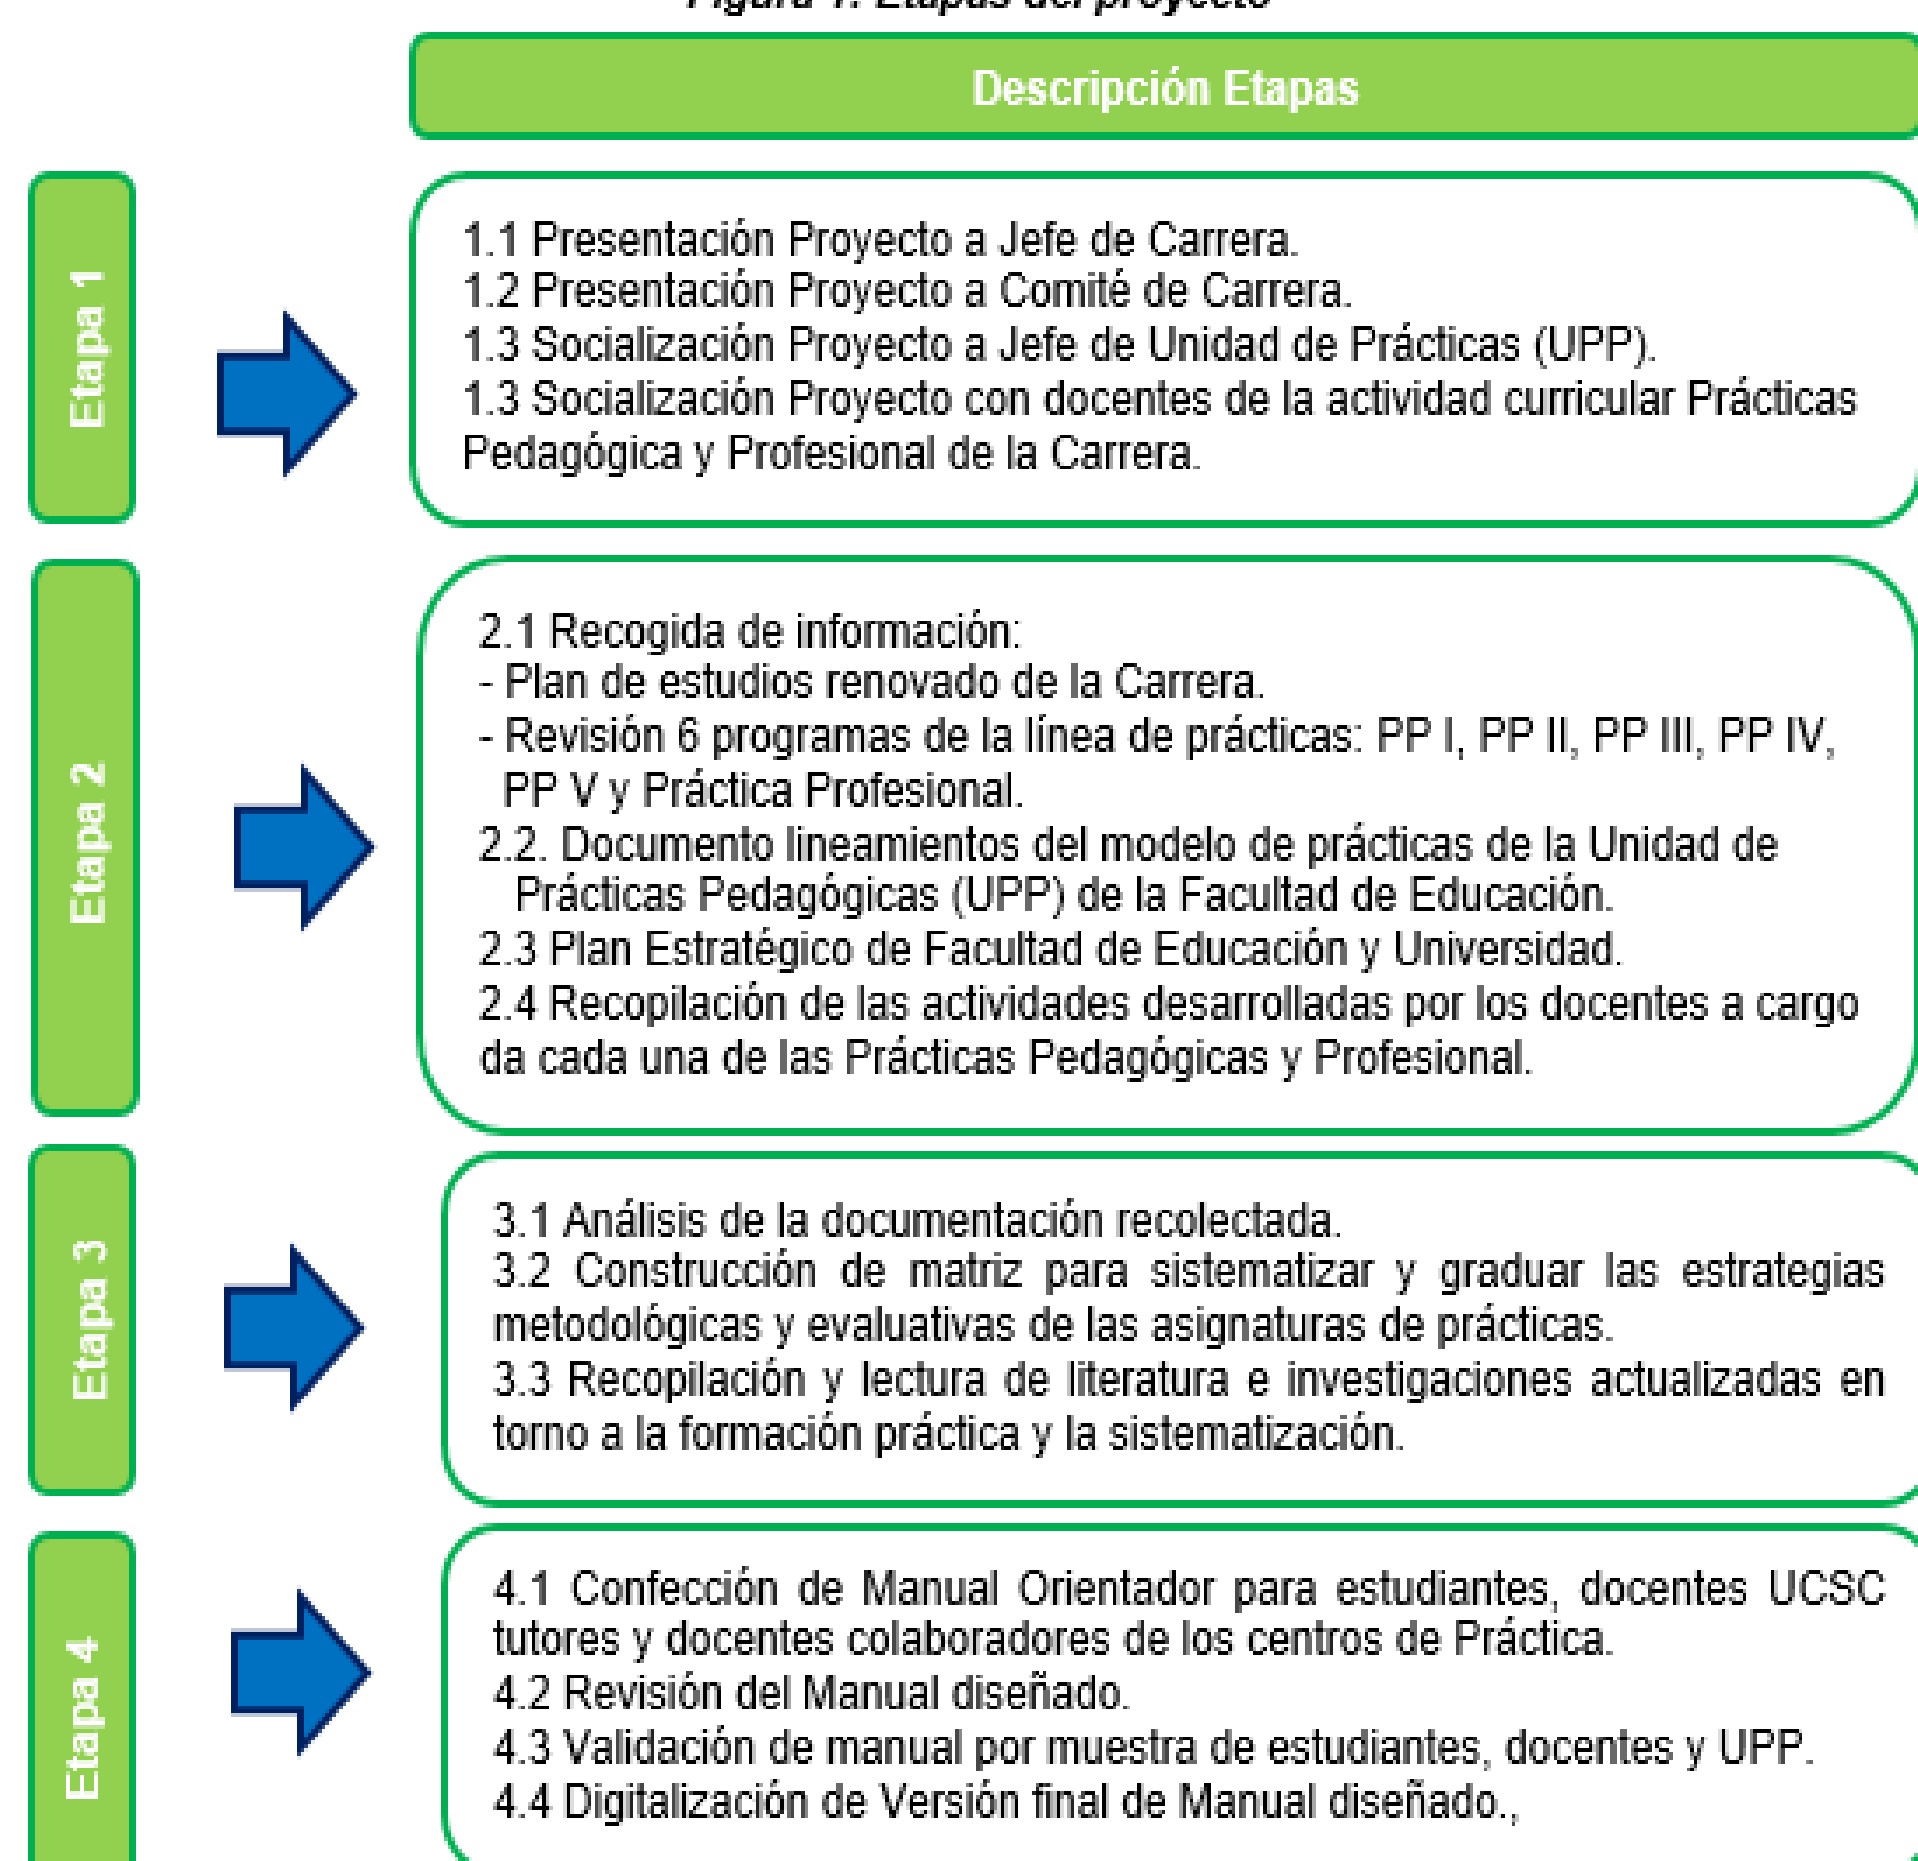 Figura 1. Etapas del proyecto
Descripción Etapas
Etapa 1
1.1 Presentación Proyecto a Jefe de Carrera.
1.2 Presentación Proyecto a Comité de Carrera.
1.3 Socialización Proyecto a Jefe de Unidad de Prácticas (UPP).
1.3 Socialización Proyecto con docentes de la actividad curricular Prácticas
Pedagógica y Profesional de la Carrera.
Etapa 2
2.1 Recogida de información:
- Plan de estudios renovado de la Carrera.
- Revisión 6 programas de la línea de prácticas: PP I, PP II, PP III, PP IV,
PP V y Práctica Profesional.
2.2. Documento lineamientos del modelo de prácticas de la Unidad de
Prácticas Pedagógicas (UPP) de la Facultad de Educación.
2.3 Plan Estratégico de Facultad de Educación y Universidad.
2.4 Recopilación de las actividades desarrolladas por los docentes a cargo
da cada una de las Prácticas Pedagógicas y Profesional.
Etapa 3
3.1 Análisis de la documentación recolectada.
3.2 Construcción de matriz para sistematizar y graduar las estrategias
metodológicas y evaluativas de las asignaturas de prácticas.
3.3 Recopilación y lectura de literatura e investigaciones actualizadas en
torno a la formación práctica y la sistematización.
Etapa 4
4.1 Confección de Manual Orientador para estudiantes, docentes UCSC
tutores y docentes colaboradores de los centros de Práctica.
4.2 Revisión del Manual diseñado.
4.3 Validación de manual por muestra de estudiantes, docentes y UPP.
4.4 Digitalización de Versión final de Manual diseñado.,